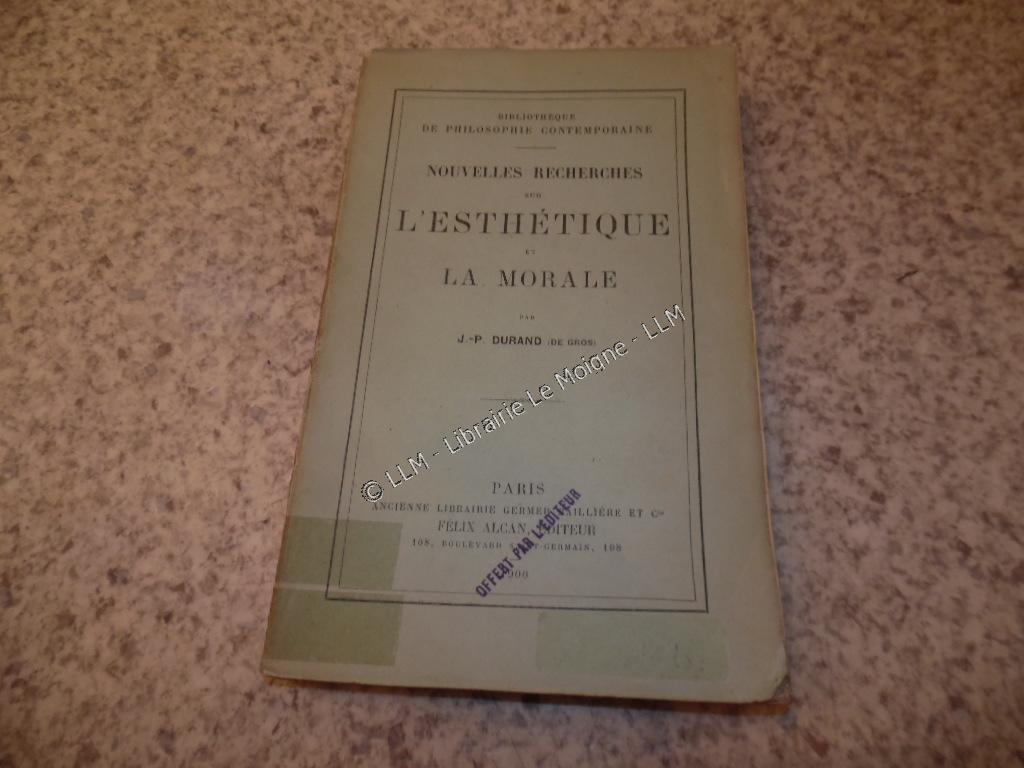 BIBLIOTHÈQUE
DE PHILOSOPHIE CONTEMPORAINE
NOUVELLES RECHERCHES
SUR
L'ESTHÉTIQUE
ET
LA MORALE
PAR
J.-P. DURAND (DE GROS)
© LLM - Librairie Le Moigne - LLM
PARIS
ANCIENNE LIBRAIRIE GERMER BAILLIÈRE ET Cie
FÉLIX ALCAN, ÉDITEUR
108, BOULEVARD SAINT-GERMAIN, 108
1900
OFFERT PAR L'ÉDITEUR